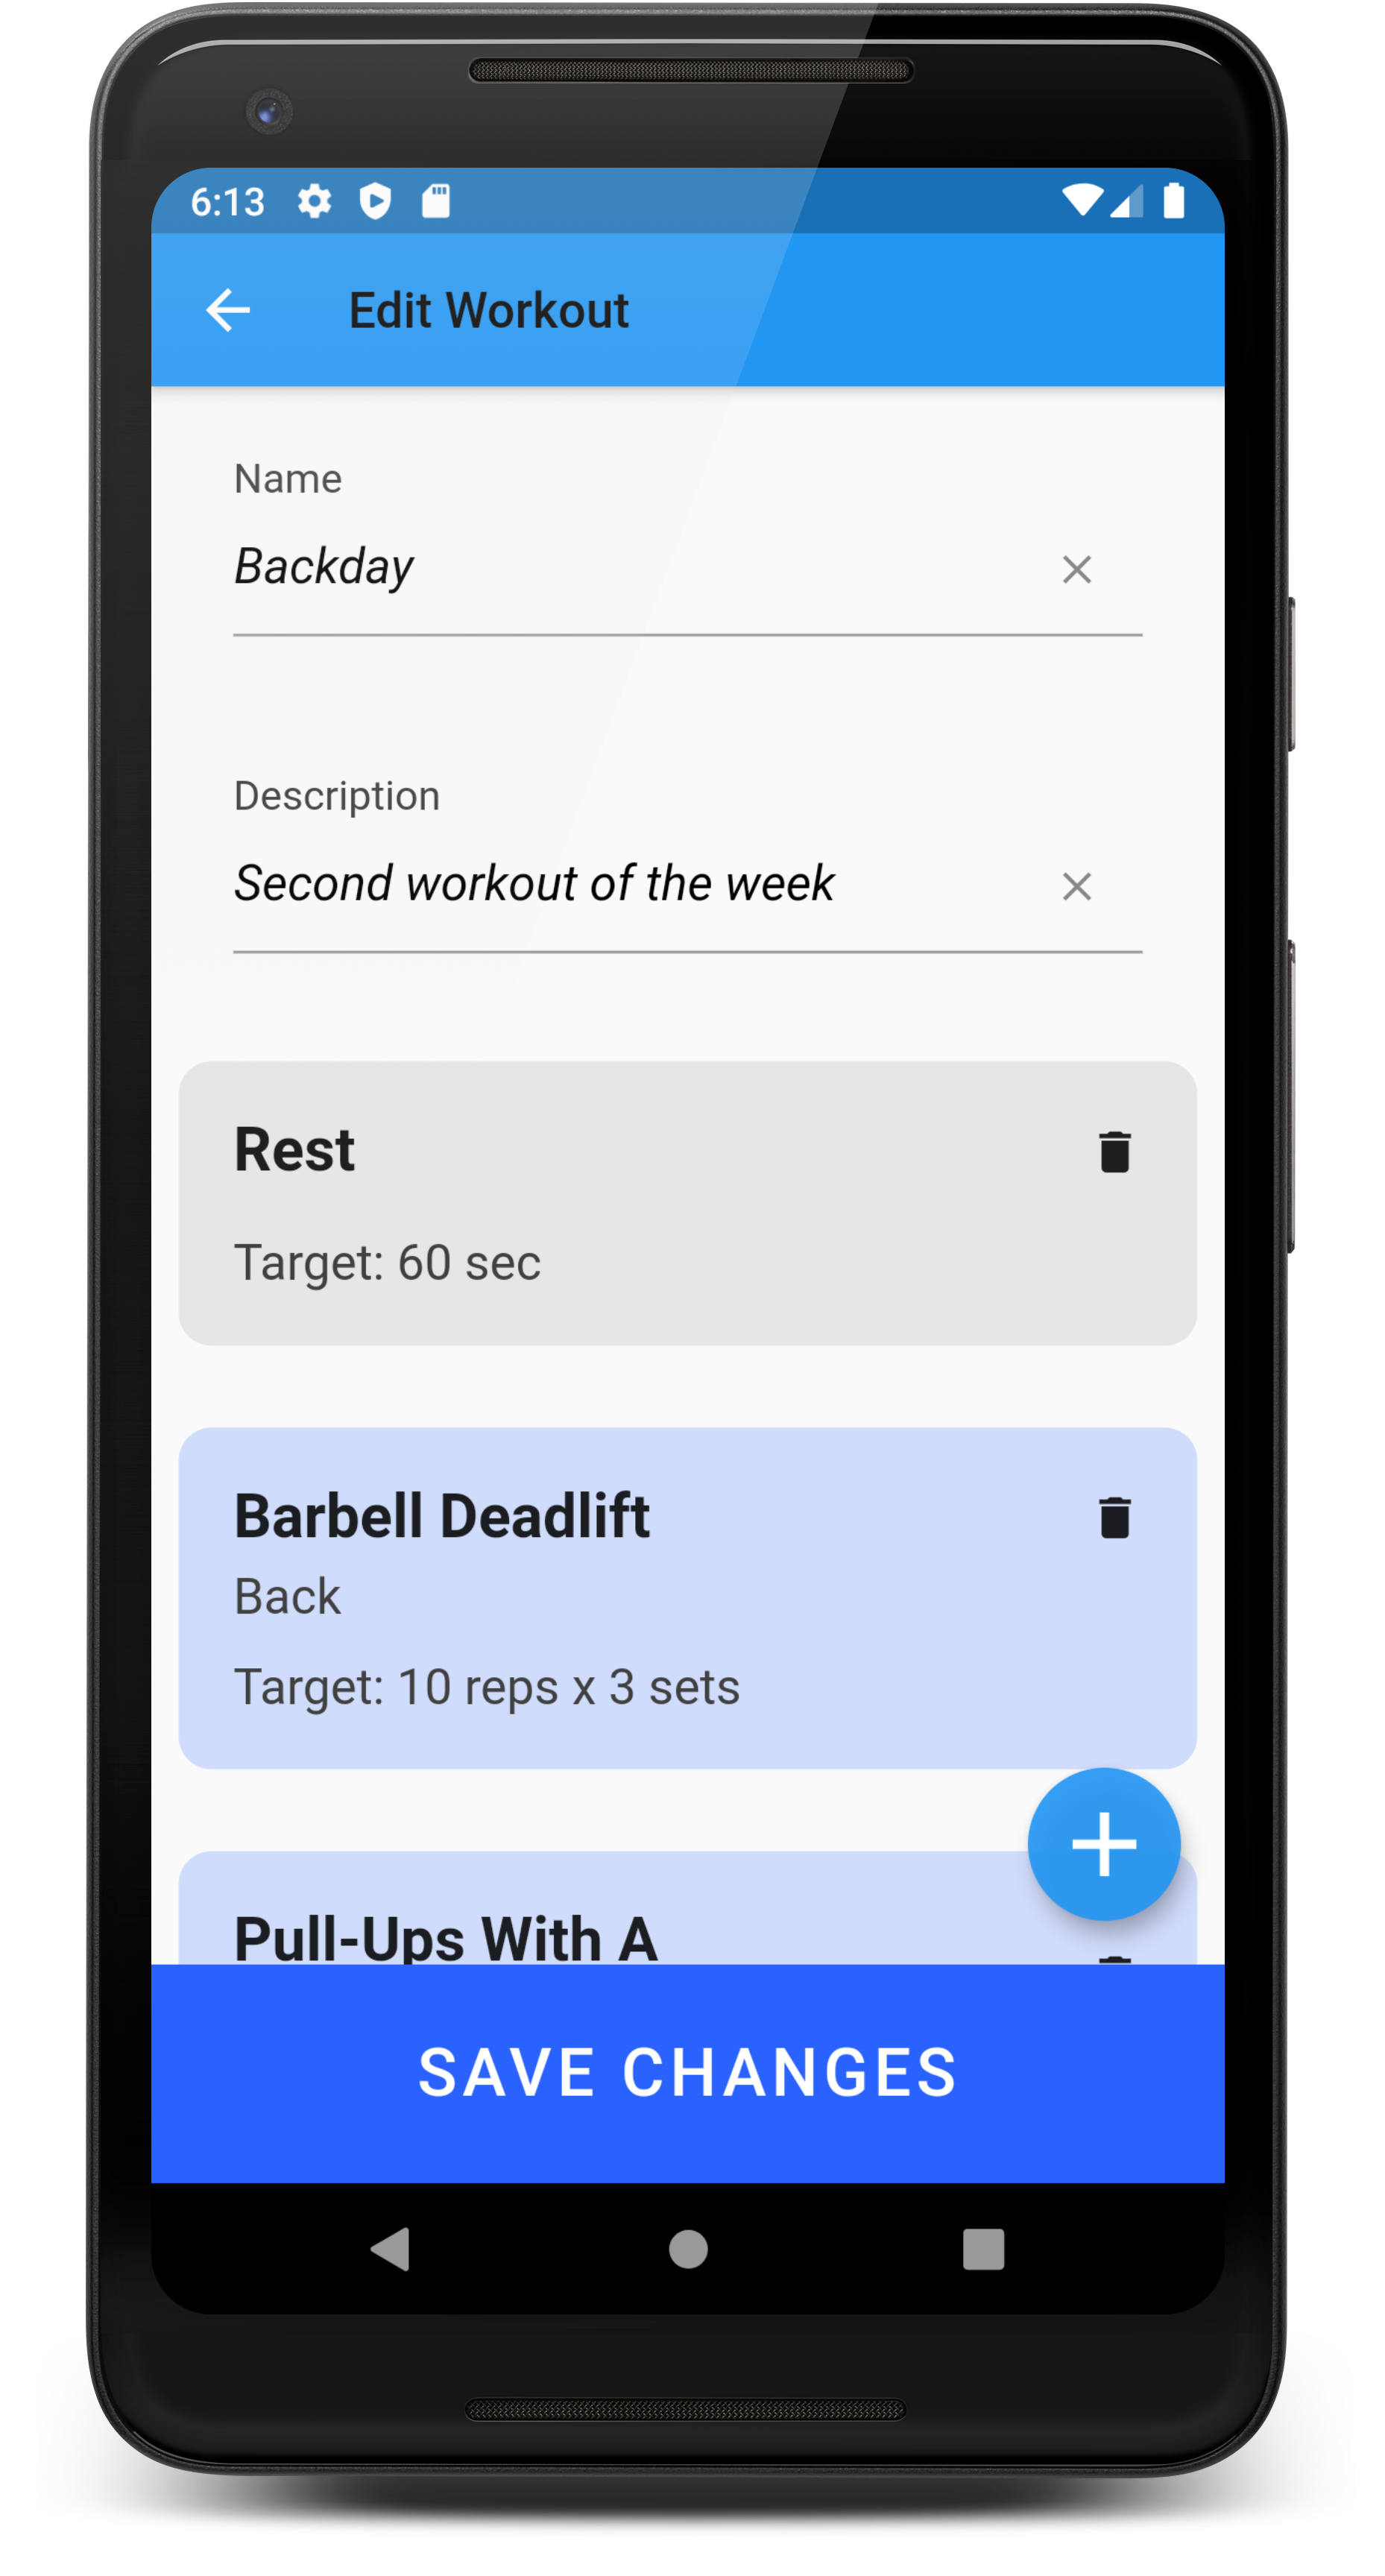 6:13
Edit Workout
Name
Backday
Description
Second workout of the week
Rest
Target: 60 sec
Barbell Deadlift
Back
Target: 10 reps x 3 sets
Pull-Ups With A
SAVE CHANGES